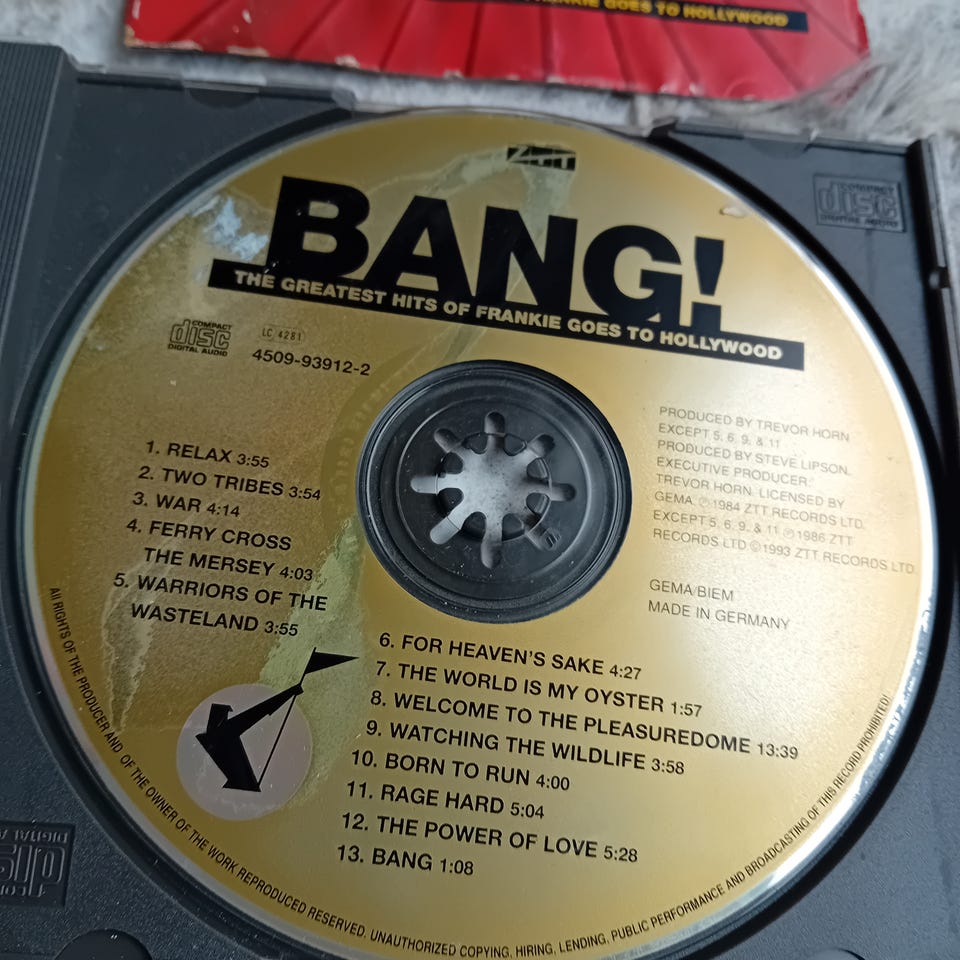 FRANKIE GOES TO HOLLYWOOD
COMPACT
disc
DIGITAL AUDIO
ZTT
BANG!
THE GREATEST HITS OF FRANKIE GOES TO HOLLYWOOD
COMPACT
disc
DIGITAL AUDIO
LC 4281
4509-93912-2
1. RELAX 3:55
2. TWO TRIBES 3:54
3. WAR 4:14
4. FERRY CROSS
THE MERSEY 4:03
5. WARRIORS OF THE
WASTELAND 3:55
PRODUCED BY TREVOR HORN
EXCEPT 5, 6, 9, & 11
PRODUCED BY STEVE LIPSON.
EXECUTIVE PRODUCER:
TREVOR HORN. LICENSED BY
GEMA. ℗ 1984 ZTT RECORDS LTD.
EXCEPT 5, 6, 9, & 11 ℗ 1986 ZTT
RECORDS LTD © 1993 ZTT RECORDS LTD.
GEMA/BIEM
MADE IN GERMANY
6. FOR HEAVEN'S SAKE 4:27
7. THE WORLD IS MY OYSTER 1:57
8. WELCOME TO THE PLEASUREDOME 13:39
9. WATCHING THE WILDLIFE 3:58
10. BORN TO RUN 4:00
11. RAGE HARD 5:04
12. THE POWER OF LOVE 5:28
13. BANG 1:08
All RIGHTS OF THE PRODUCER AND OF THE OWNER OF THE WORK REPRODUCED RESERVED. UNAUTHORIZED COPYING, HIRING, LENDING, PUBLIC PERFORMANCE AND BROADCASTING OF THIS RECORD PROHIBITED!
disc